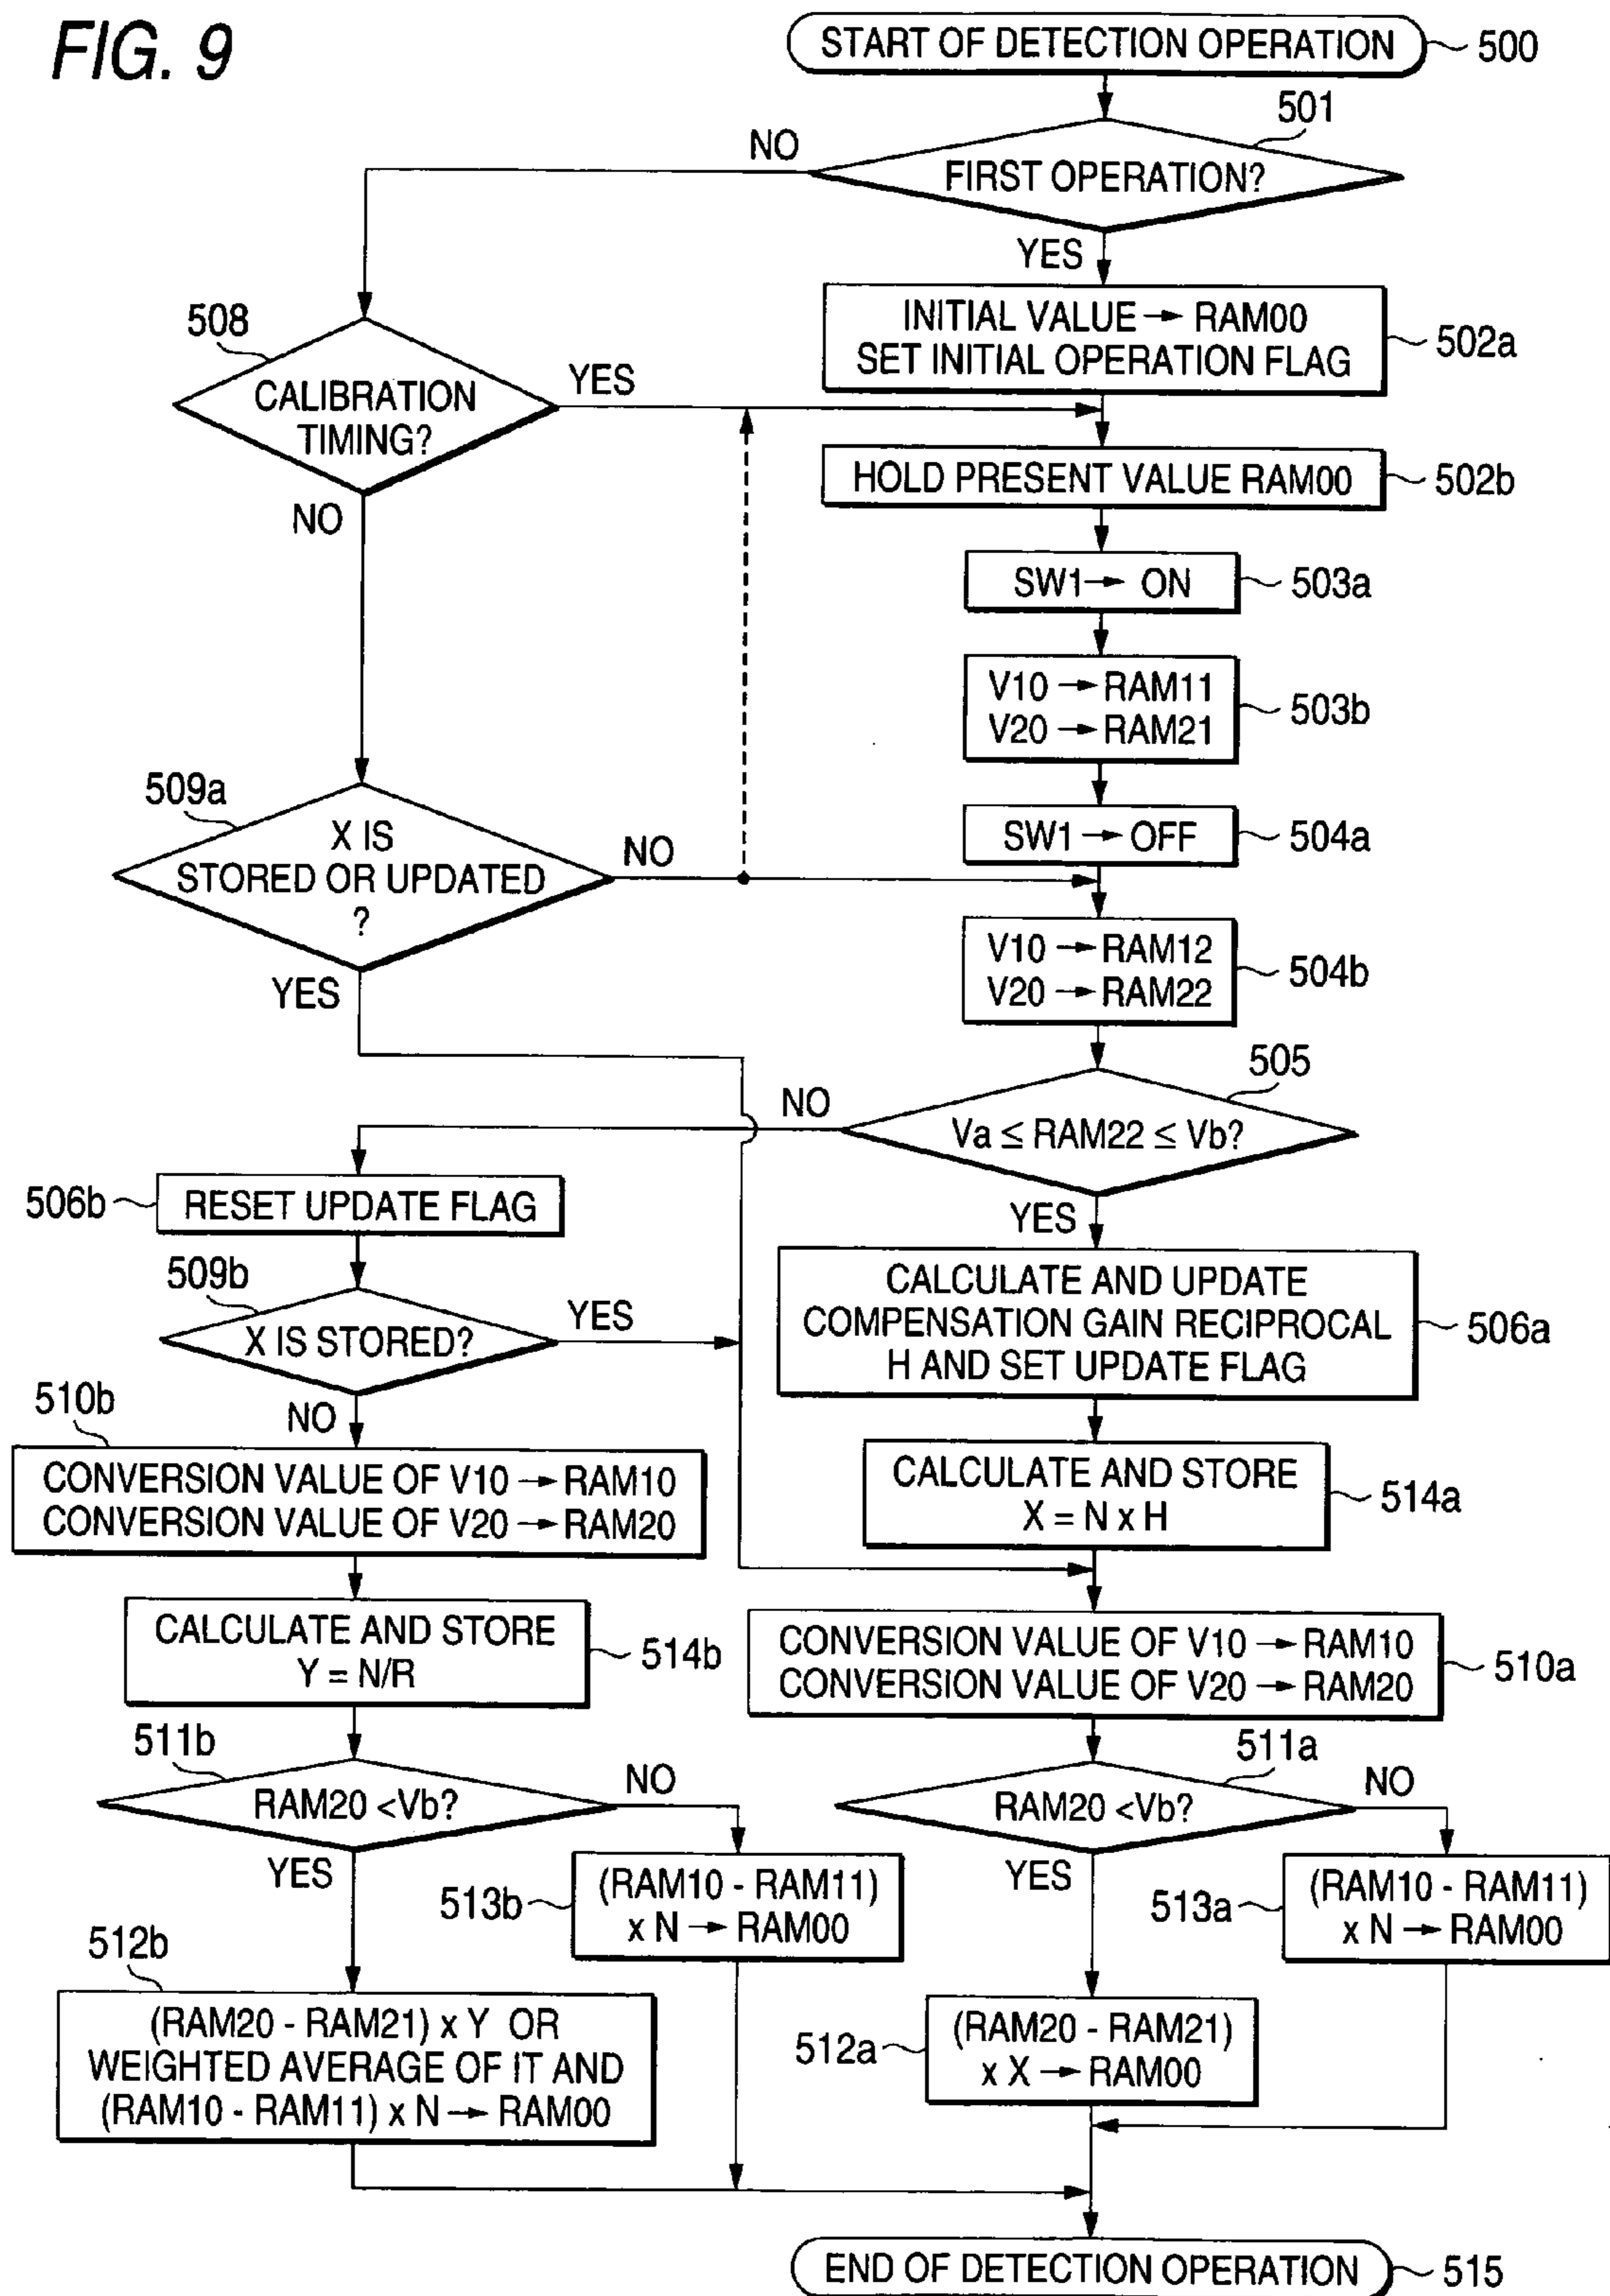 FIG. 9
START OF DETECTION OPERATION
500
501
NO
FIRST OPERATION?
YES
INITIAL VALUE → RAM00
SET INITIAL OPERATION FLAG
502a
508
CALIBRATION
TIMING?
YES
NO
HOLD PRESENT VALUE RAM00
502b
SW1 → ON
503a
V10 → RAM11
V20 → RAM21
503b
509a
X IS
STORED OR UPDATED
?
NO
YES
SW1 → OFF
504a
V10 → RAM12
V20 → RAM22
504b
505
NO
Va ≤ RAM22 ≤ Vb?
YES
506b
RESET UPDATE FLAG
509b
X IS STORED?
YES
NO
CALCULATE AND UPDATE
COMPENSATION GAIN RECIPROCAL
H AND SET UPDATE FLAG
506a
510b
CONVERSION VALUE OF V10 → RAM10
CONVERSION VALUE OF V20 → RAM20
CALCULATE AND STORE
X = N x H
514a
CALCULATE AND STORE
Y = N/R
514b
CONVERSION VALUE OF V10 → RAM10
CONVERSION VALUE OF V20 → RAM20
510a
511b
RAM20 <Vb?
NO
YES
511a
RAM20 <Vb?
NO
YES
513b
(RAM10 - RAM11)
x N → RAM00
513a
(RAM10 - RAM11)
x N → RAM00
512b
(RAM20 - RAM21) x Y OR
WEIGHTED AVERAGE OF IT AND
(RAM10 - RAM11) x N → RAM00
512a
(RAM20 - RAM21)
x X → RAM00
END OF DETECTION OPERATION
515